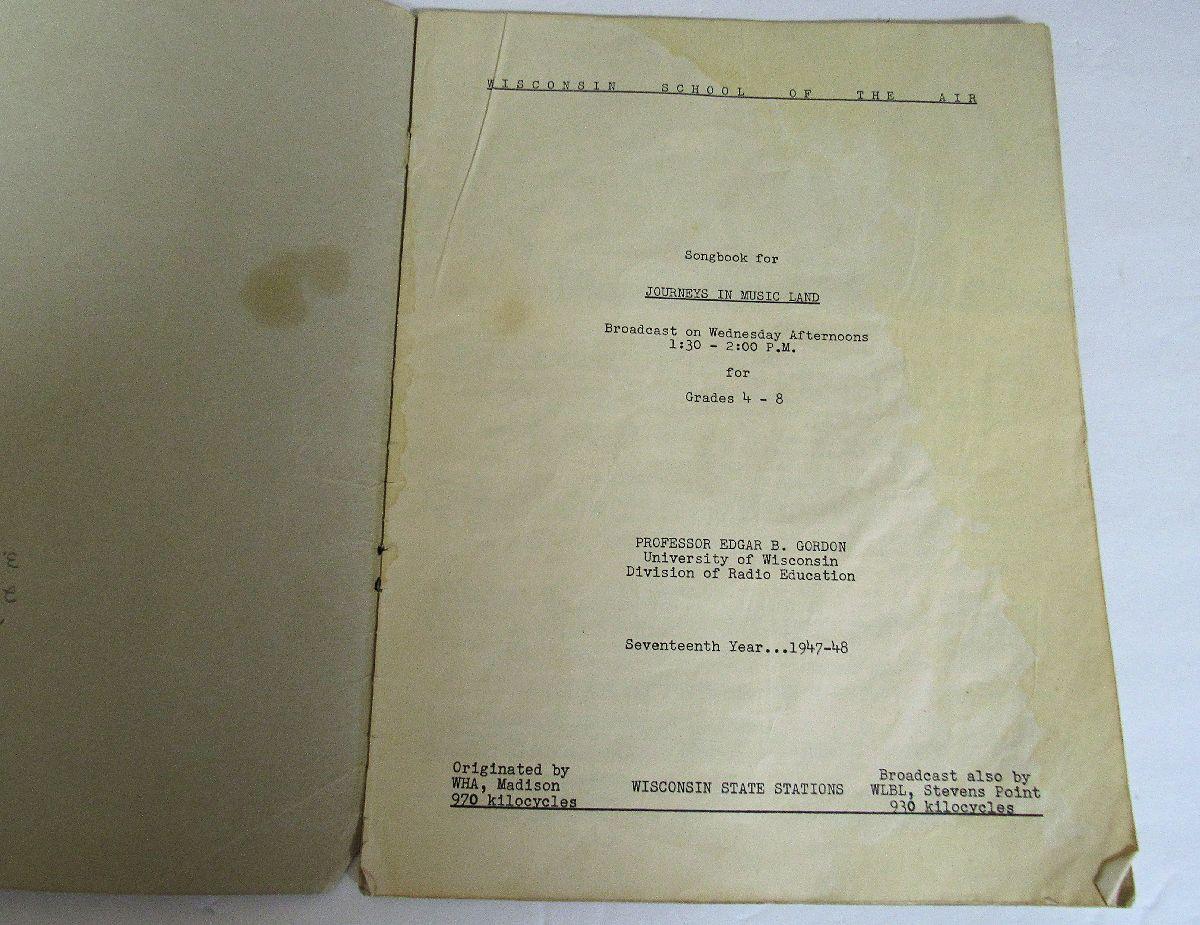 WISCONSIN SCHOOL OF THE AIR
Songbook for
JOURNEYS IN MUSIC LAND
Broadcast on Wednesday Afternoons
1:30 - 2:00 P.M.
for
Grades 4 - 8
PROFESSOR EDGAR B. GORDON
University of Wisconsin
Division of Radio Education
Seventeenth Year...1947-48
Originated by
WHA, Madison
970 kilocycles
WISCONSIN STATE STATIONS
Broadcast also by
WLBL, Stevens Point
930 kilocycles